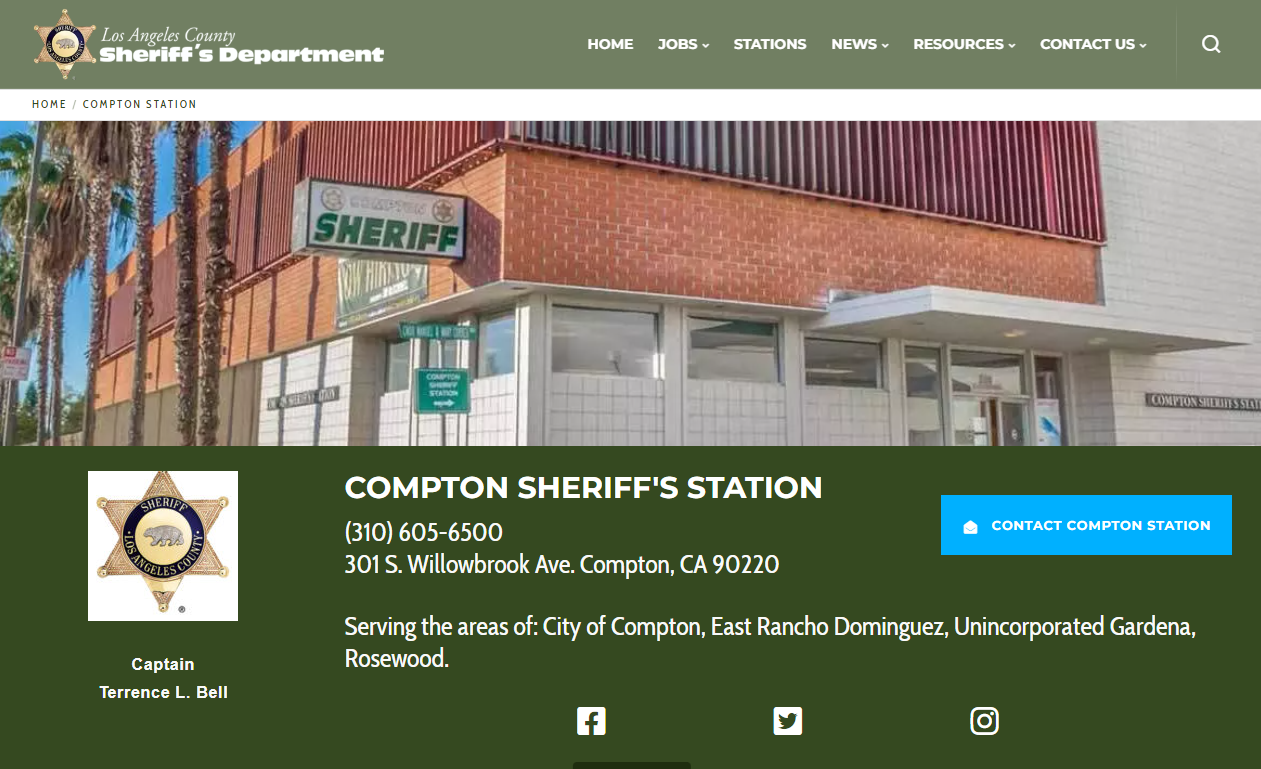 Los Angeles County
Sheriff's Department
HOME JOBS STATIONS NEWS RESOURCES CONTACT US
HOME / COMPTON STATION
COMPTON
SHERIFF
COMPTON
SHERIFF
STATION
COMPTON SHERIFF'S STAT
SHERIFF
LOS ANGELES COUNTY
®
Captain
Terrence L. Bell
COMPTON SHERIFF'S STATION
(310) 605-6500
301 S. Willowbrook Ave. Compton, CA 90220
CONTACT COMPTON STATION
Serving the areas of: City of Compton, East Rancho Dominguez, Unincorporated Gardena,
Rosewood.